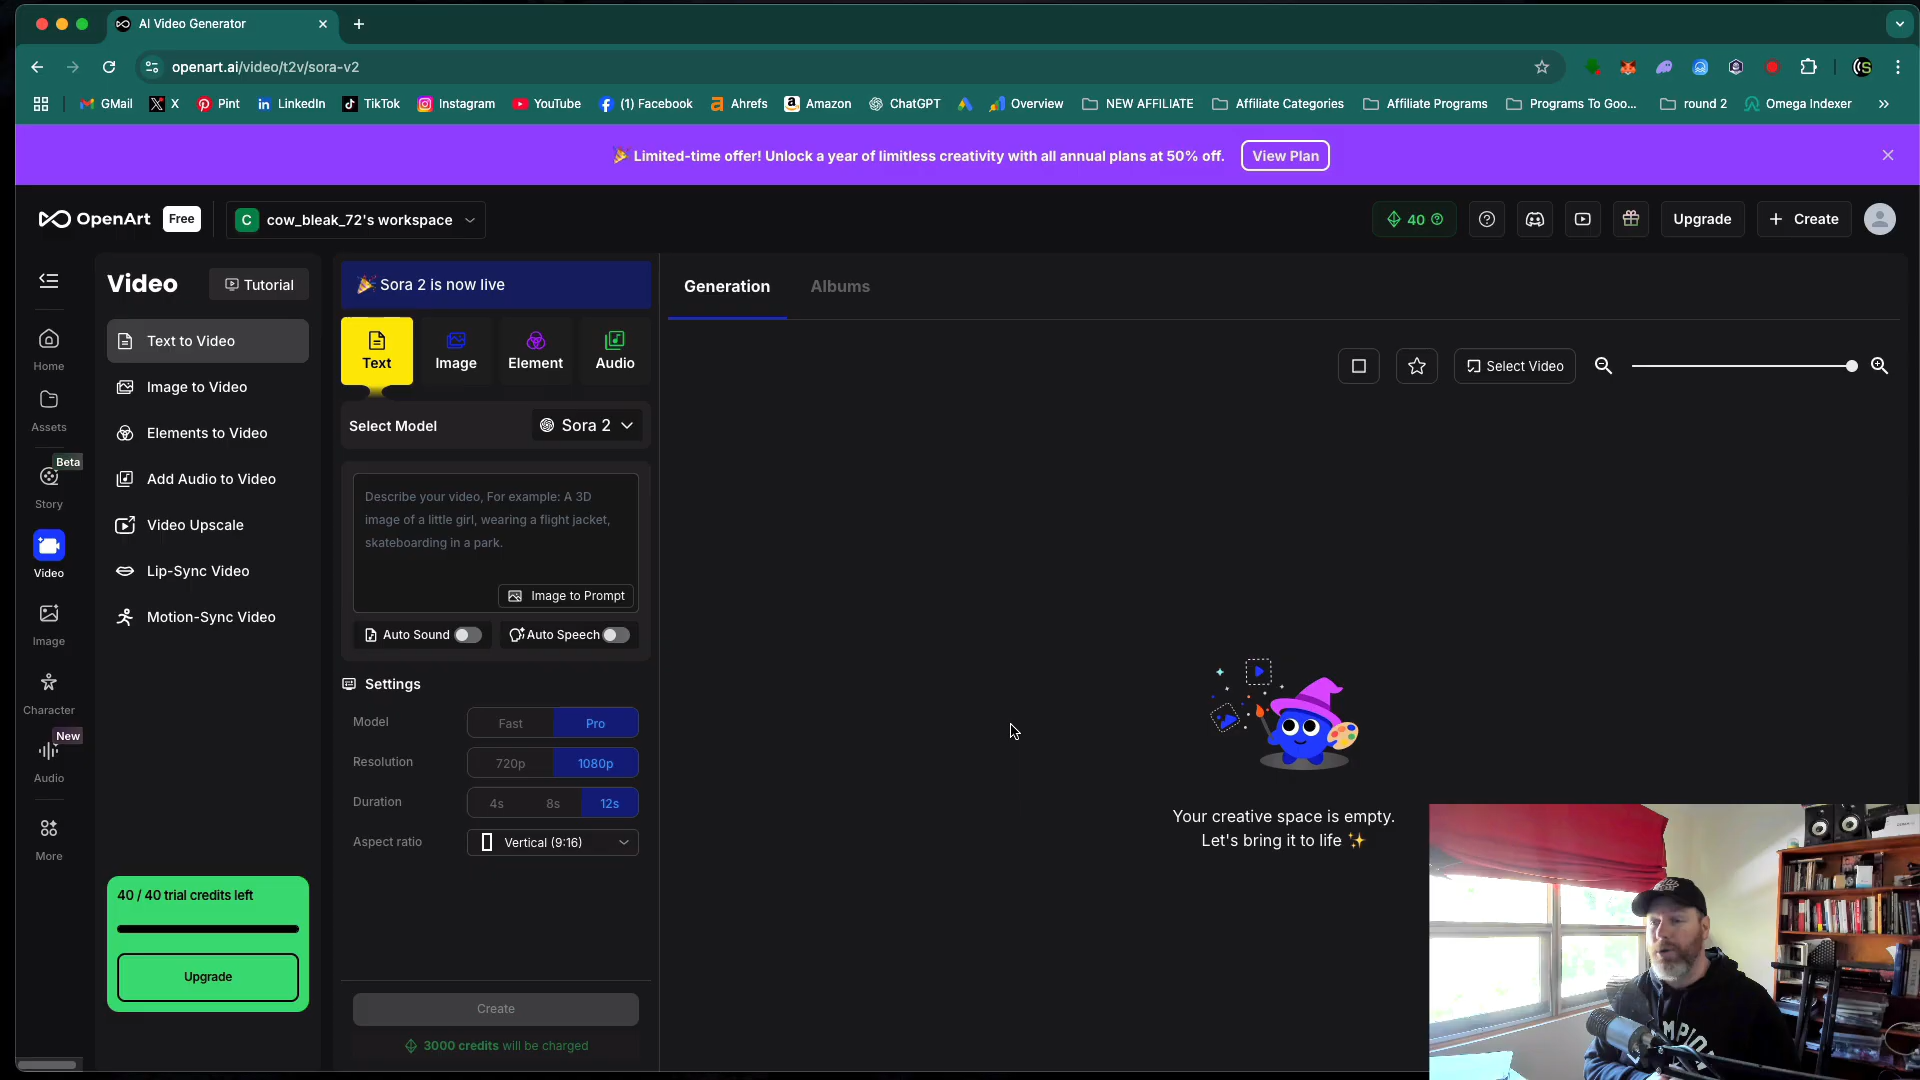 AI Video Generator
openart.ai/video/t2v/sora-v2
GMail
X
Pint
LinkedIn
TikTok
Instagram
YouTube
(1) Facebook
Ahrefs
Amazon
ChatGPT
Overview
NEW AFFILIATE
Affiliate Categories
Affiliate Programs
Programs To Goo...
round 2
Omega Indexer
🎉 Limited-time offer! Unlock a year of limitless creativity with all annual plans at 50% off.
View Plan
OpenArt
Free
C
cow_bleak_72's workspace
40
Upgrade
+ Create
Video
Tutorial
Text to Video
Image to Video
Elements to Video
Add Audio to Video
Video Upscale
Lip-Sync Video
Motion-Sync Video
Home
Assets
Beta
Story
Video
Image
Character
New
Audio
More
40 / 40 trial credits left
Upgrade
🎉 Sora 2 is now live
Text
Image
Element
Audio
Select Model
Sora 2
Describe your video, For example: A 3D
image of a little girl, wearing a flight jacket,
skateboarding in a park.
Image to Prompt
Auto Sound
Auto Speech
Settings
Model
Fast
Pro
Resolution
720p
1080p
Duration
4s
8s
12s
Aspect ratio
Vertical (9:16)
Create
3000 credits will be charged
Generation
Albums
Select Video
Your creative space is empty.
Let's bring it to life ✨